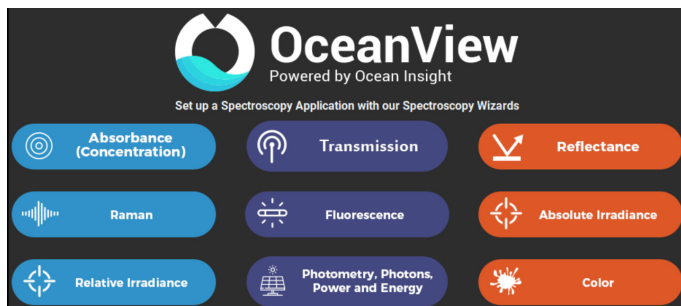 OceanView
Powered by Ocean Insight
Set up a Spectroscopy Application with our Spectroscopy Wizards
Absorbance
(Concentration)
Transmission
Reflectance
Raman
Fluorescence
Absolute Irradiance
Relative Irradiance
Photometry, Photons,
Power and Energy
Color